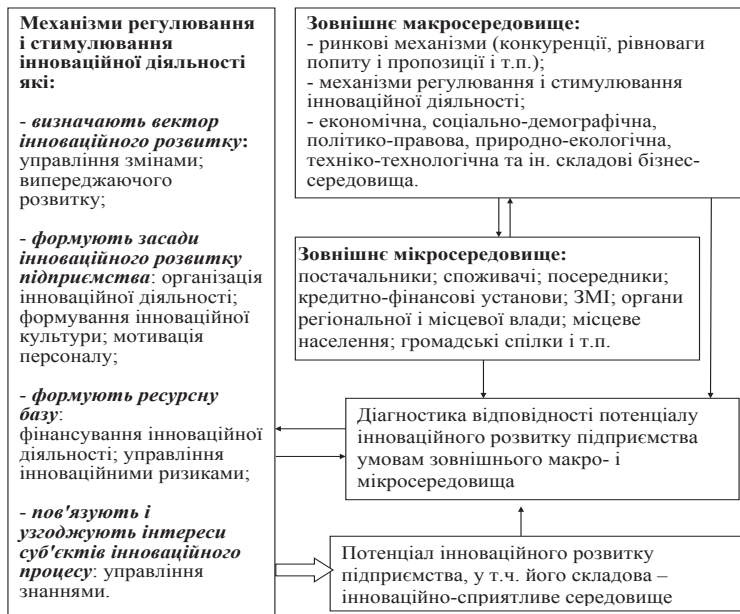 Механізми регулювання
і стимулювання
інноваційної діяльності
які:
- визначають вектор
інноваційного розвитку:
управління змінами;
випереджаючого
розвитку;
- формують засади
інноваційного розвитку
підприємства: організація
інноваційної діяльності;
формування інноваційної
культури; мотивація
персоналу;
- формують ресурсну
базу:
фінансування інноваційної
діяльності; управління
інноваційними ризиками;
- пов'язують і
узгоджують інтереси
суб'єктів інноваційного
процесу: управління
знаннями.
Зовнішнє макросередовище:
- ринкові механізми (конкуренції, рівноваги
попиту і пропозиції і т.п.);
- механізми регулювання і стимулювання
інноваційної діяльності;
- економічна, соціально-демографічна,
політико-правова, природно-екологічна,
техніко-технологічна та ін. складові бізнес-
середовища.
Зовнішнє мікросередовище:
постачальники; споживачі; посередники;
кредитно-фінансові установи; ЗМІ; органи
регіональної і місцевої влади; місцеве
населення; громадські спілки і т.п.
Діагностика відповідності потенціалу
інноваційного розвитку підприємства
умовам зовнішнього макро- і
мікросередовища
Потенціал інноваційного розвитку
підприємства, у т.ч. його складова –
інноваційно-сприятливе середовище